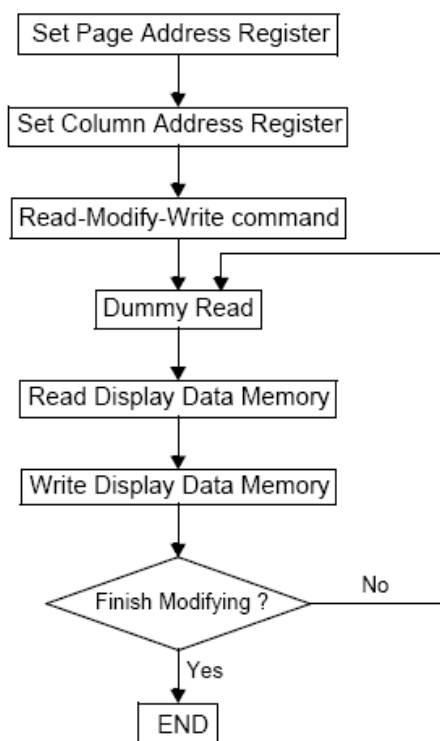 Set Page Address Register
Set Column Address Register
Read-Modify-Write command
Dummy Read
Read Display Data Memory
Write Display Data Memory
Finish Modifying ?
No
Yes
END